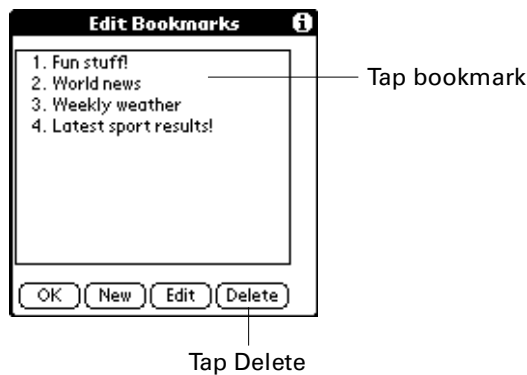 Edit Bookmarks i
1. Fun stuff!
2. World news
3. Weekly weather
4. Latest sport results!
Tap bookmark
OK New Edit Delete
Tap Delete